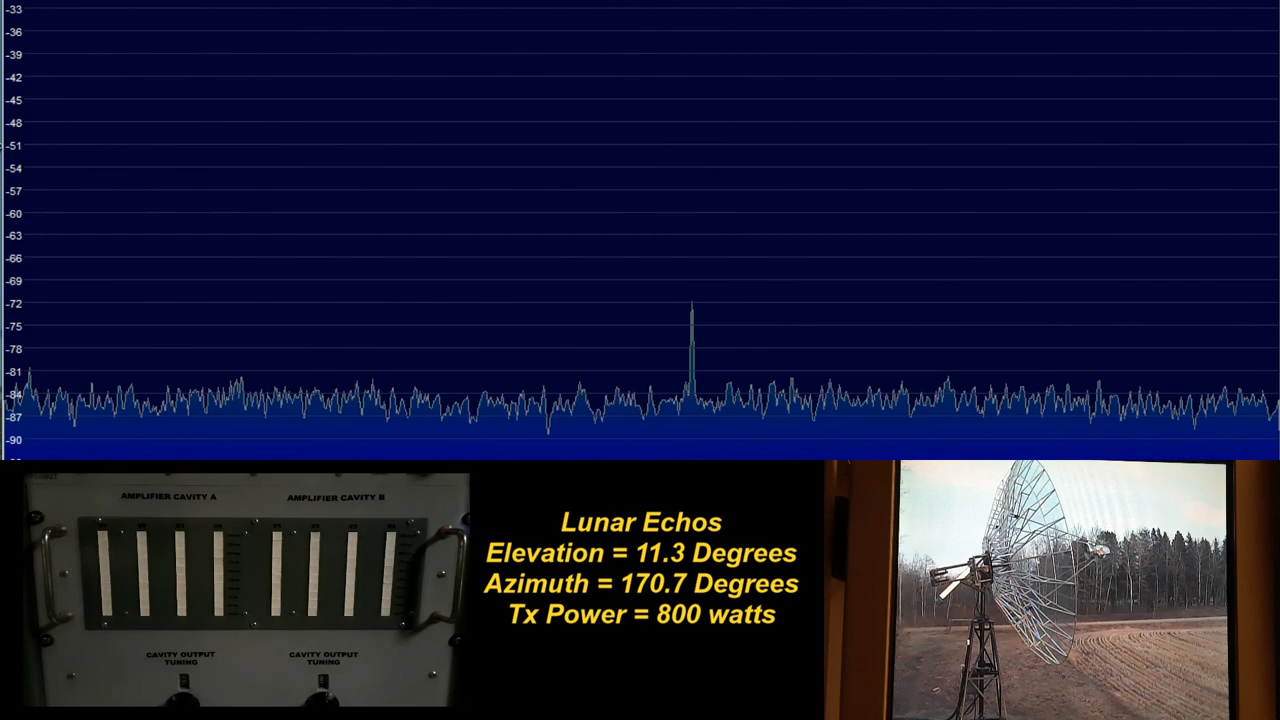 -33
-36
-39
-42
-45
-48
-51
-54
-57
-60
-63
-66
-69
-72
-75
-78
-81
-84
-87
-90
AMPLIFIER CAVITY A
AMPLIFIER CAVITY B
CAVITY OUTPUT
TUNING
CAVITY OUTPUT
TUNING
Lunar Echos
Elevation = 11.3 Degrees
Azimuth = 170.7 Degrees
Tx Power = 800 watts